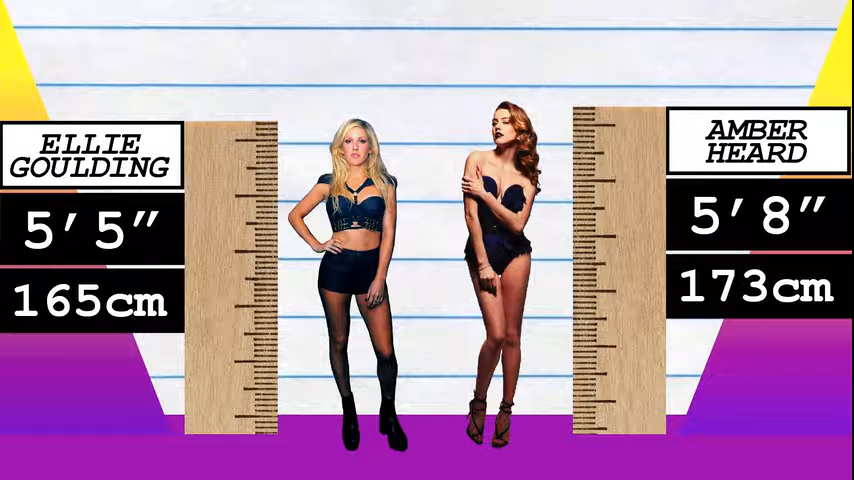 ELLIE
GOULDING
5’5”
165cm
AMBER
HEARD
5’8”
173cm